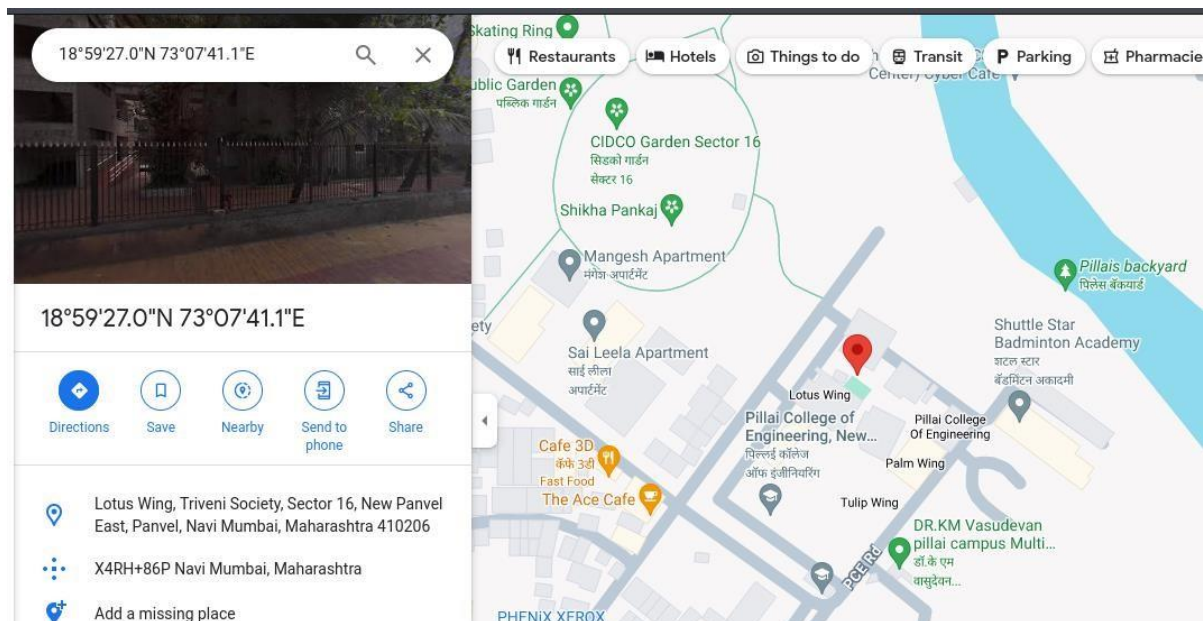 18°59'27.0"N 73°07'41.1"E
18°59'27.0"N 73°07'41.1"E
Directions
Save
Nearby
Send to
phone
Share
Lotus Wing, Triveni Society, Sector 16, New Panvel
East, Panvel, Navi Mumbai, Maharashtra 410206
X4RH+86P Navi Mumbai, Maharashtra
Add a missing place
Restaurants
Hotels
Things to do
Transit
Parking
Pharmacie
Skating Ring
Center) Cyber Cafe
ublic Garden
पब्लिक गार्डन
CIDCO Garden Sector 16
सिडको गार्डन
सेक्टर 16
Shikha Pankaj
Mangesh Apartment
मंगेश अपार्टमेंट
Pillais backyard
पिलेस बॅकयार्ड
ety
Sai Leela Apartment
साई लीला
अपार्टमेंट
Shuttle Star
Badminton Academy
शटल स्टार
बॅडमिंटन अकादमी
Lotus Wing
Pillai College of
Engineering, New...
पिल्लई कॉलेज
ऑफ इंजीनियरिंग
Pillai College
Of Engineering
Palm Wing
Cafe 3D
कॅफे 3डी
Fast Food
The Ace Cafe
Tulip Wing
DR.KM Vasudevan
pillai campus Multi...
डॉ.के एम
वासुदेवन...
PCE Rd
PHENiX XEROX